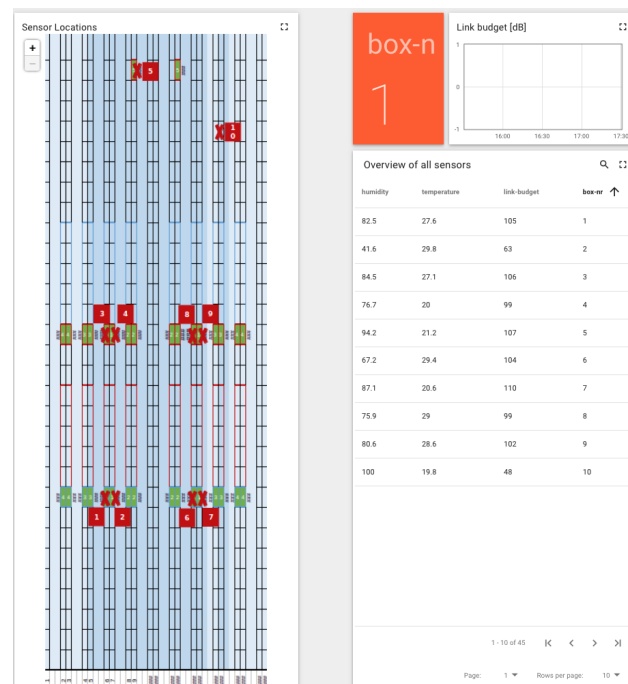 Sensor Locations
+
−
5
1
0
3
4
8
9
1
2
6
7
box-n
1
Link budget [dB]
1
0
-1
16:00 16:30 17:00 17:30
Overview of all sensors
humidity temperature link-budget box-nr
82.5 27.6 105 1
41.6 29.8 63 2
84.5 27.1 106 3
76.7 20 99 4
94.2 21.2 107 5
67.2 29.4 104 6
87.1 20.6 110 7
75.9 29 99 8
80.6 28.6 102 9
100 19.8 48 10
1 - 10 of 45
Page: 1 Rows per page: 10